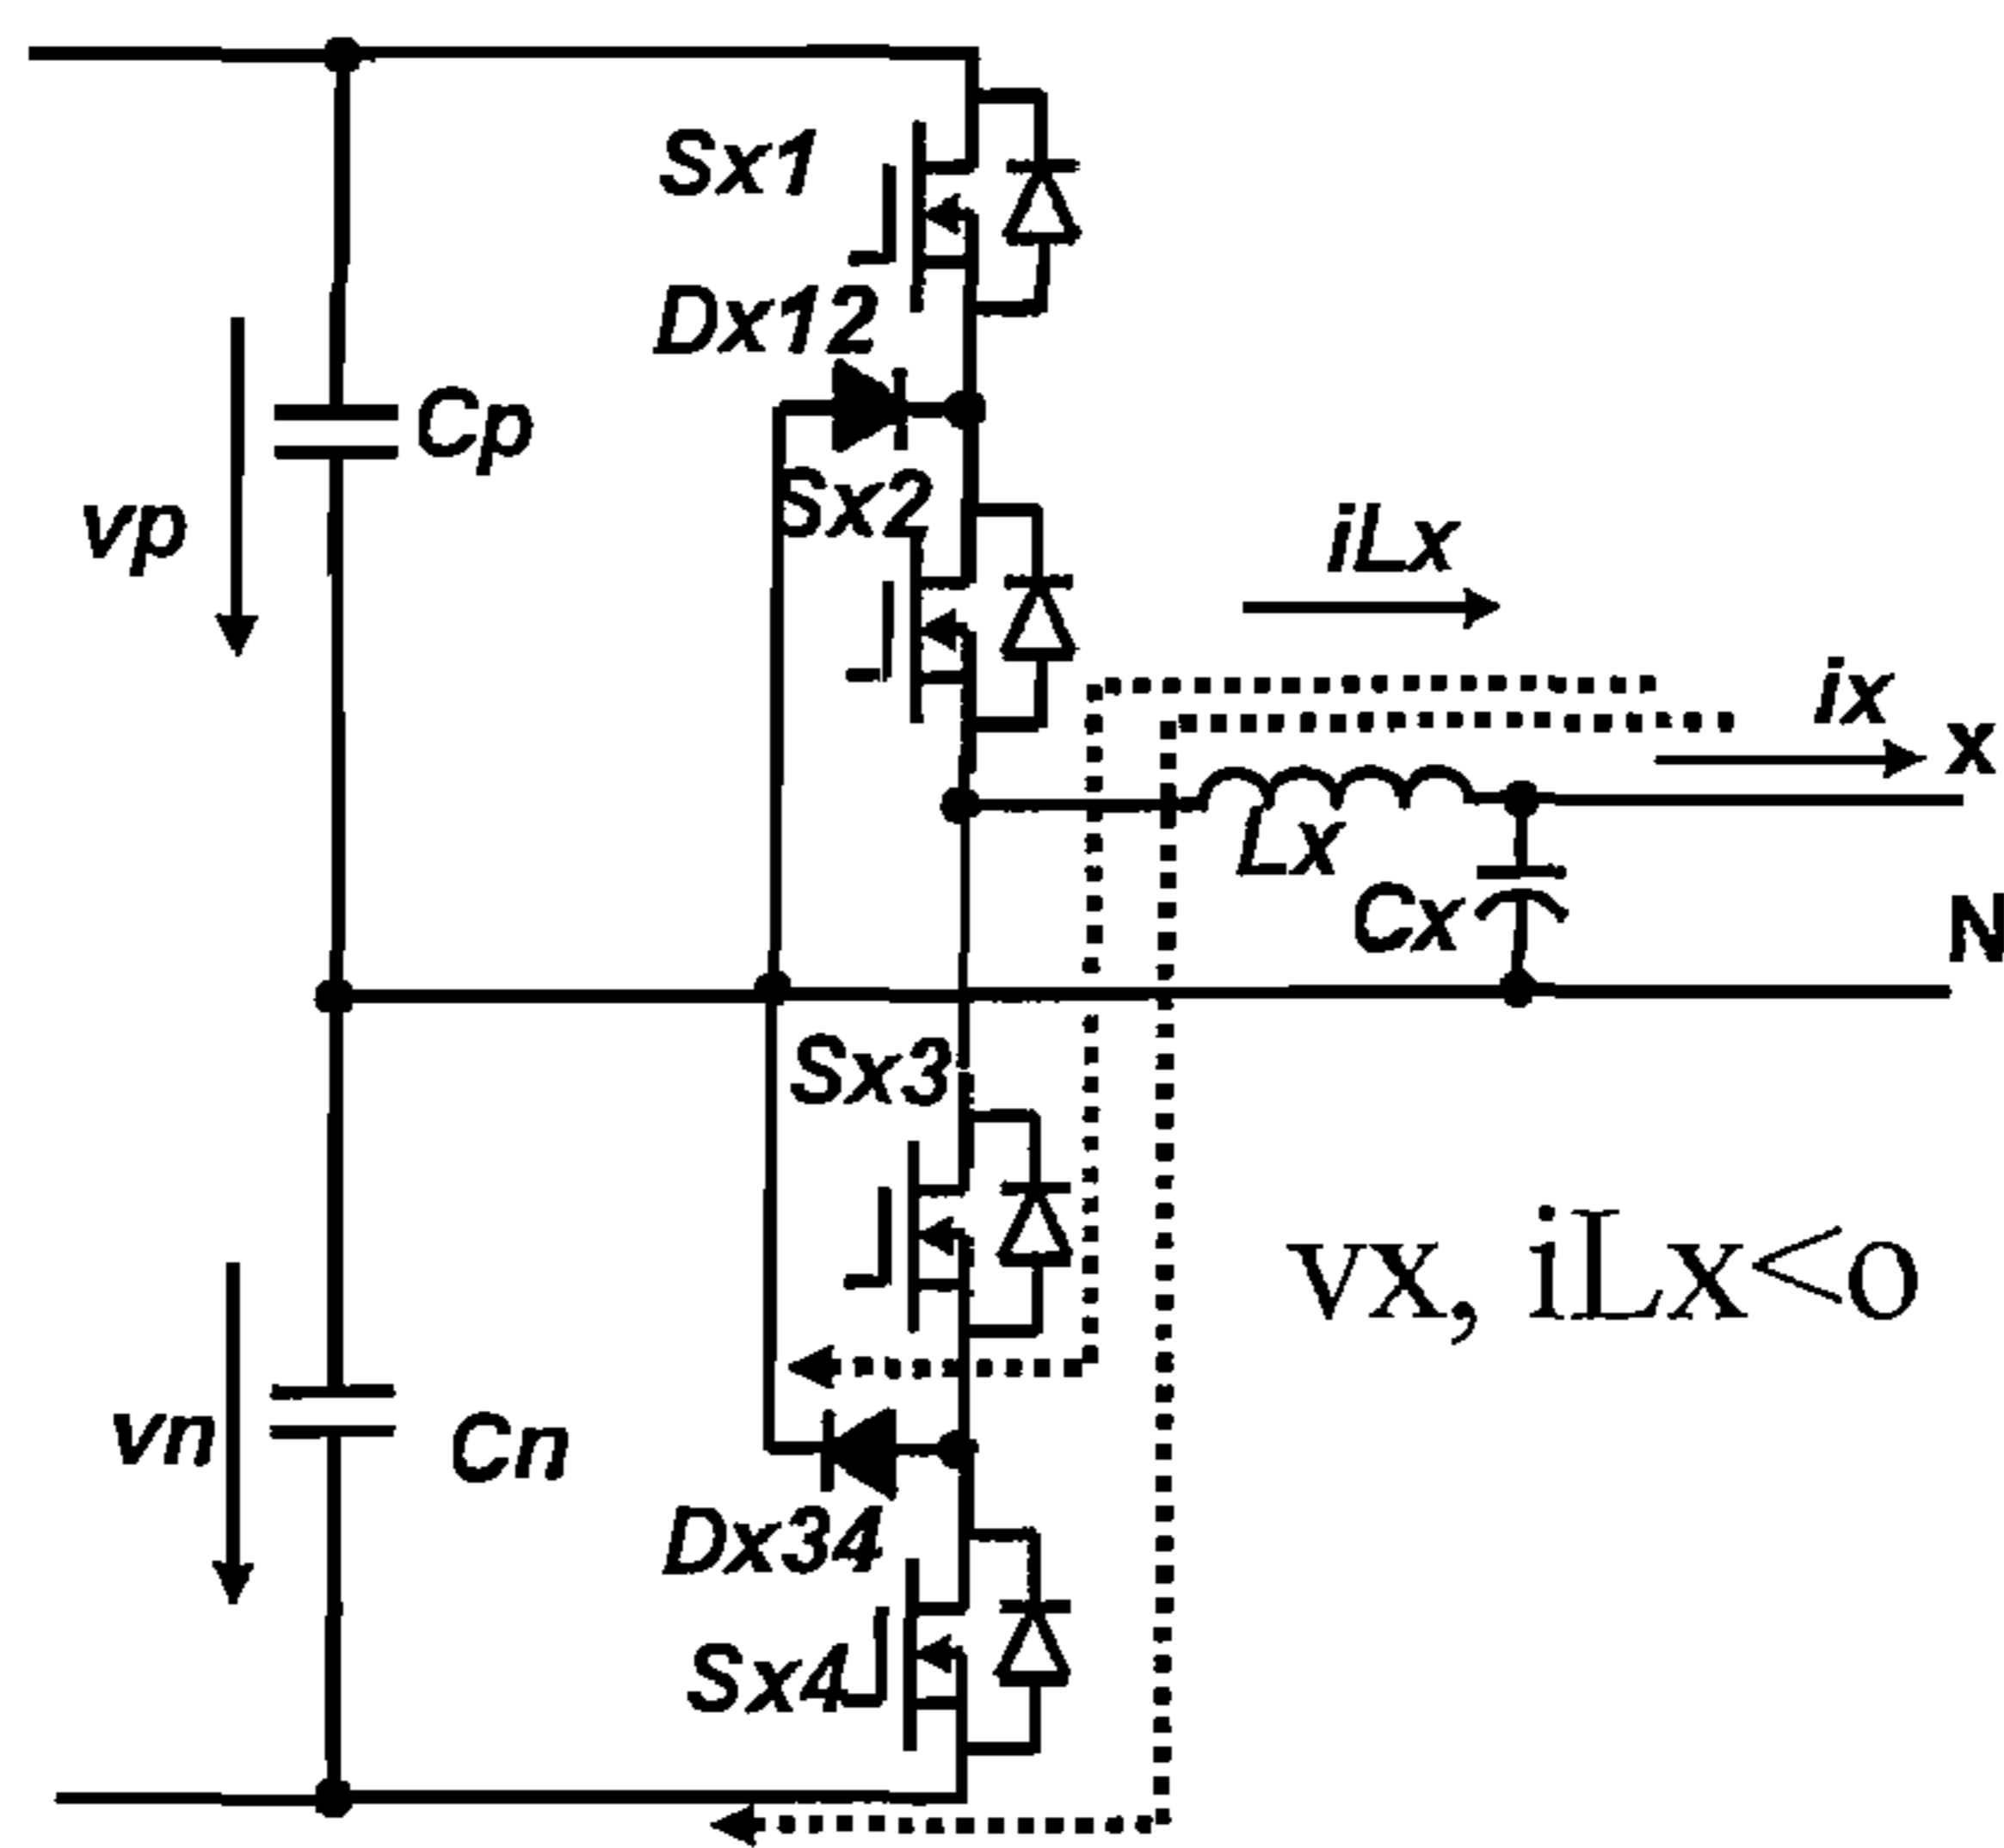 Sx1
Dx12
Cp
Sx2
vp
iLx
ix
x
Lx
Cx
N
Sx3
vx, iLx<o
vn
Cn
Dx34
Sx4